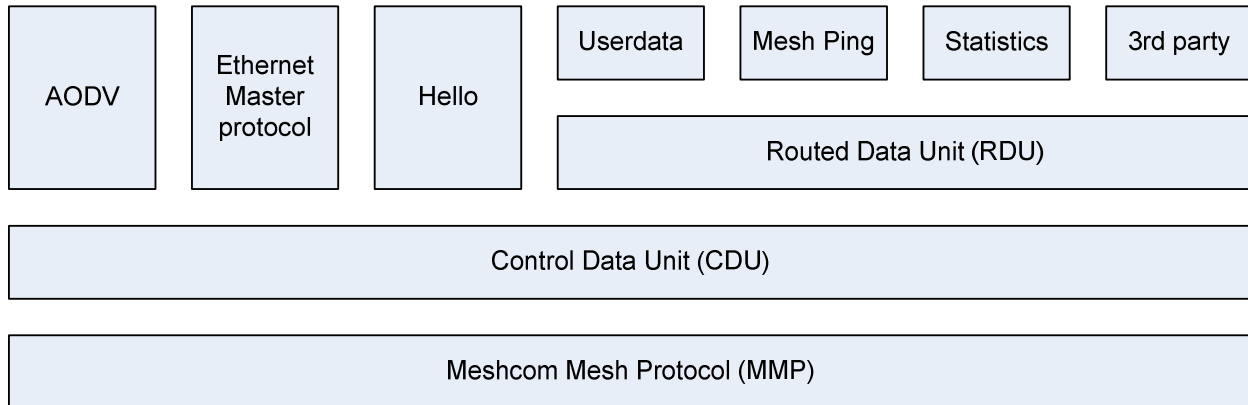 AODV
Ethernet
Master
protocol
Hello
Userdata
Mesh Ping
Statistics
3rd party
Routed Data Unit (RDU)
Control Data Unit (CDU)
Meshcom Mesh Protocol (MMP)